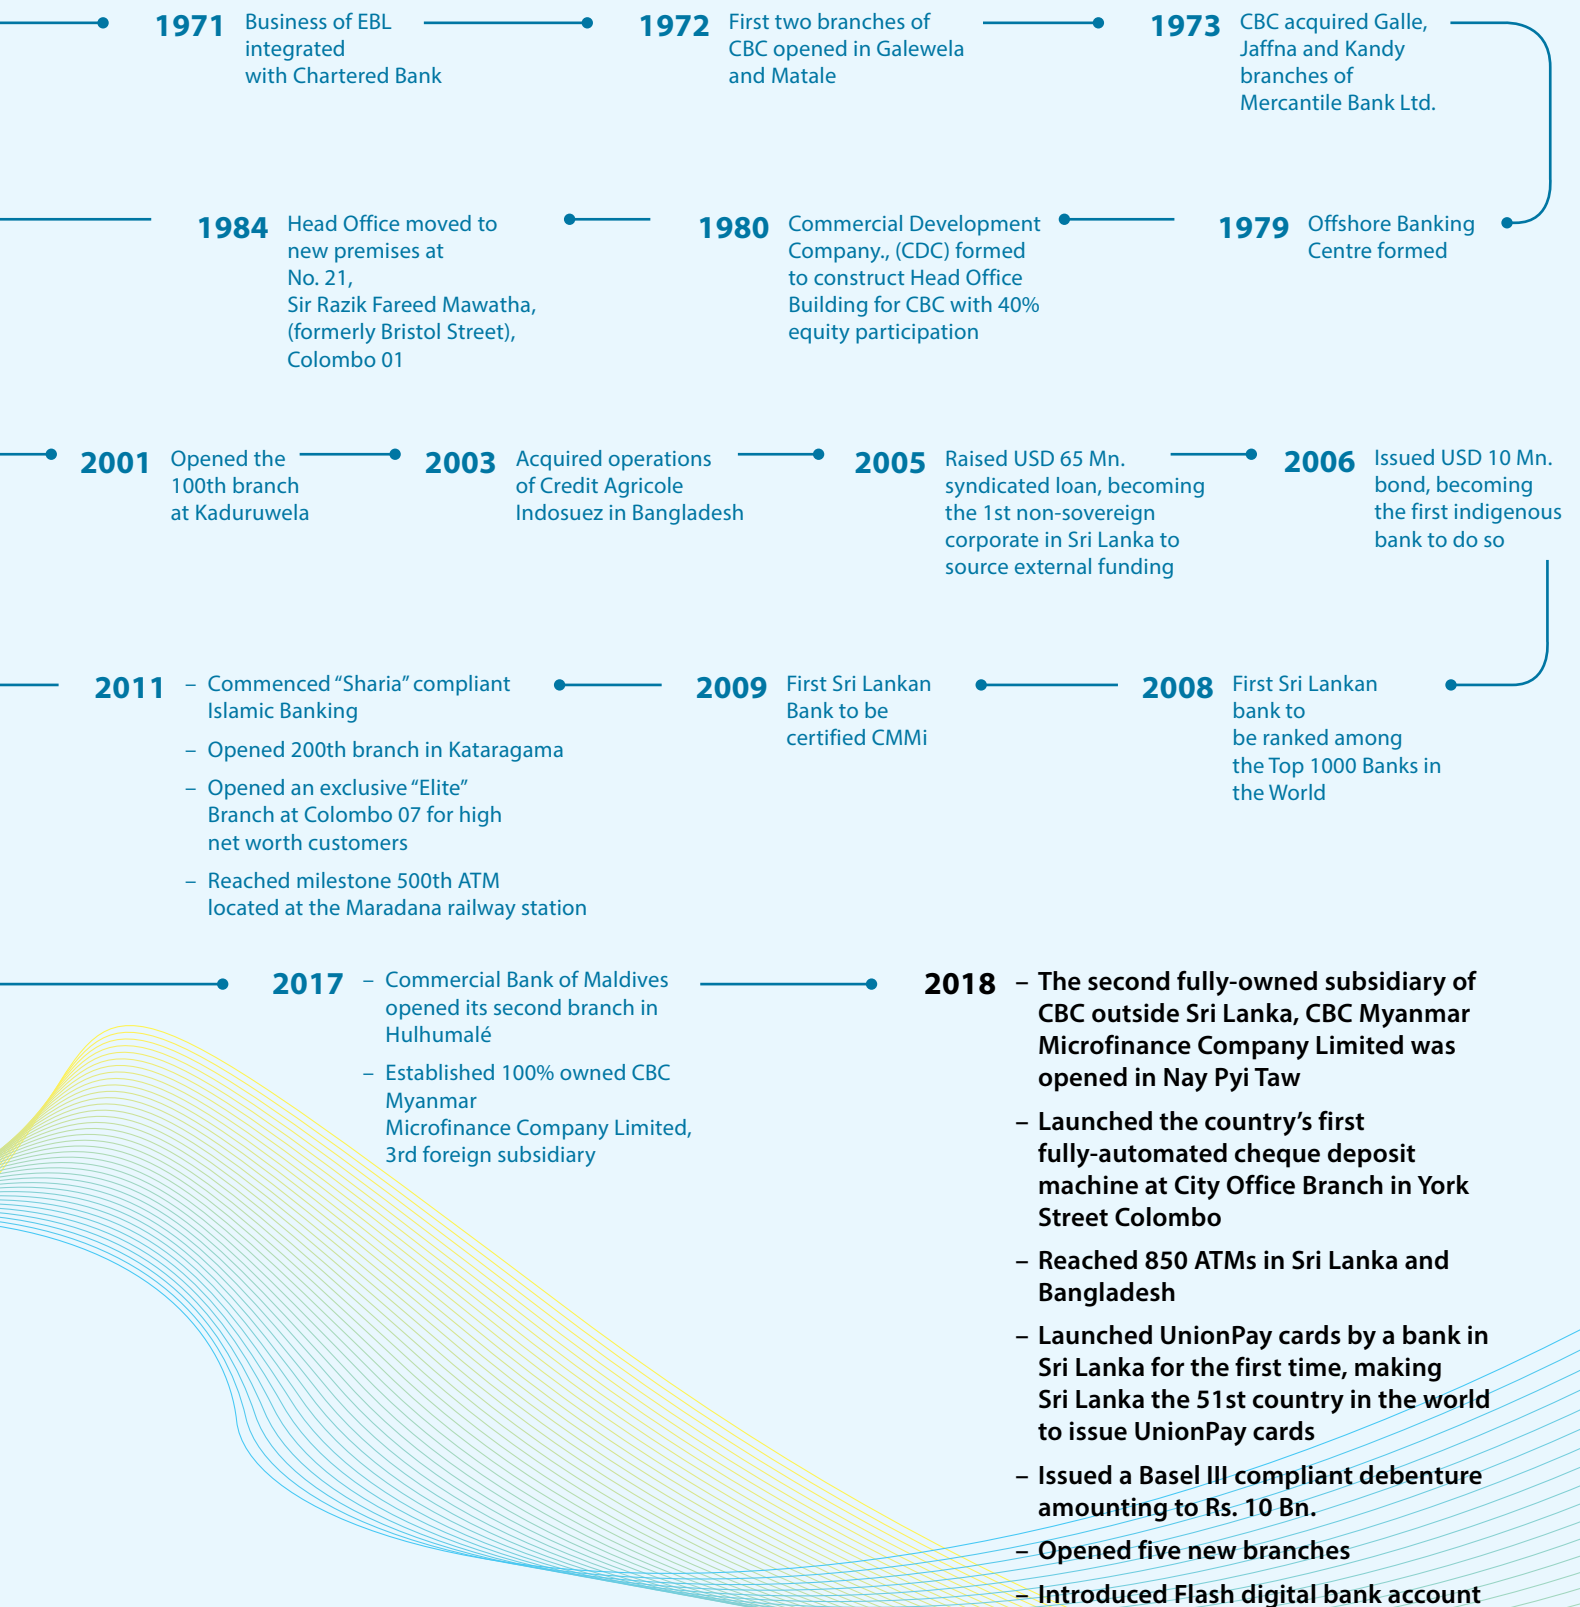 1971
Business of EBL
integrated
with Chartered Bank
1972
First two branches of
CBC opened in Galewela
and Matale
1973
CBC acquired Galle,
Jaffna and Kandy
branches of
Mercantile Bank Ltd.
1984
Head Office moved to
new premises at
No. 21,
Sir Razik Fareed Mawatha,
(formerly Bristol Street),
Colombo 01
1980
Commercial Development
Company., (CDC) formed
to construct Head Office
Building for CBC with 40%
equity participation
1979
Offshore Banking
Centre formed
2001
Opened the
100th branch
at Kaduruwela
2003
Acquired operations
of Credit Agricole
Indosuez in Bangladesh
2005
Raised USD 65 Mn.
syndicated loan, becoming
the 1st non-sovereign
corporate in Sri Lanka to
source external funding
2006
Issued USD 10 Mn.
bond, becoming
the first indigenous
bank to do so
2011
– Commenced “Sharia” compliant
Islamic Banking
– Opened 200th branch in Kataragama
– Opened an exclusive “Elite”
Branch at Colombo 07 for high
net worth customers
– Reached milestone 500th ATM
located at the Maradana railway station
2009
First Sri Lankan
Bank to be
certified CMMi
2008
First Sri Lankan
bank to
be ranked among
the Top 1000 Banks in
the World
2017
– Commercial Bank of Maldives
opened its second branch in
Hulhumalé
– Established 100% owned CBC
Myanmar
Microfinance Company Limited,
3rd foreign subsidiary
2018
– The second fully-owned subsidiary of
CBC outside Sri Lanka, CBC Myanmar
Microfinance Company Limited was
opened in Nay Pyi Taw
– Launched the country’s first
fully-automated cheque deposit
machine at City Office Branch in York
Street Colombo
– Reached 850 ATMs in Sri Lanka and
Bangladesh
– Launched UnionPay cards by a bank in
Sri Lanka for the first time, making
Sri Lanka the 51st country in the world
to issue UnionPay cards
– Issued a Basel III compliant debenture
amounting to Rs. 10 Bn.
– Opened five new branches
– Introduced Flash digital bank account